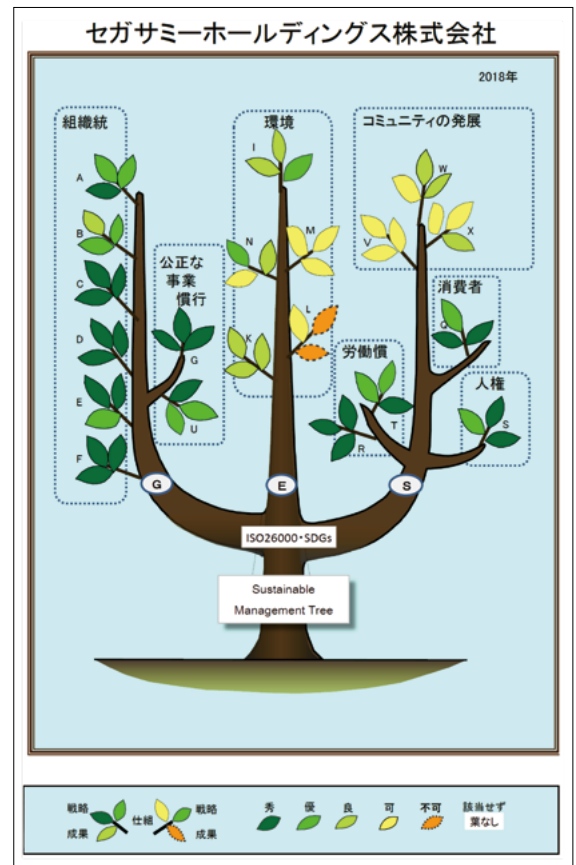 セガサミーホールディングス株式会社
2018年
組織統
環境
コミュニティの発展
A
I
W
B
N
M
V
X
公正な
事業
慣行
消費者
C
L
Q
D
G
K
労働慣
人権
E
U
T
S
F
R
G
E
S
ISO26000・SDGs
Sustainable
Management Tree
戦略
成果
仕組
戦略
成果
秀
優
良
可
不可
該当せず
葉なし